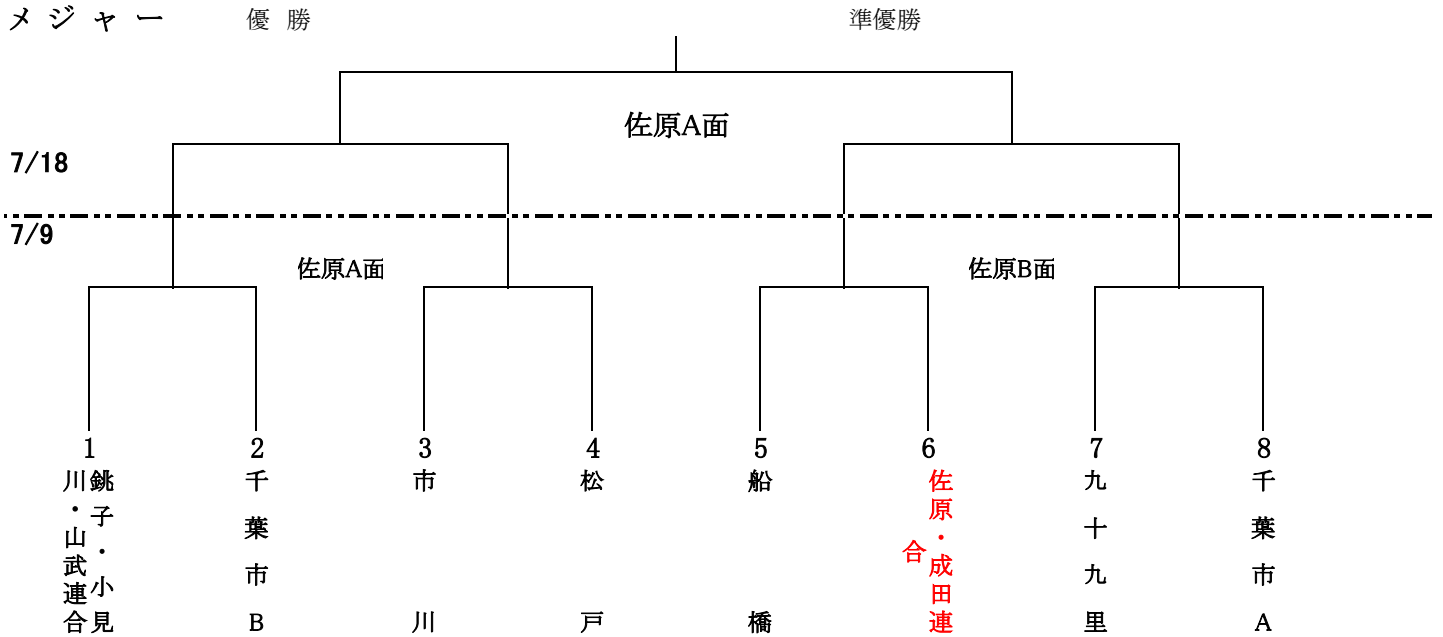 メジャー 優 勝 準優勝
佐原A面
7/18
7/9
佐原A面 佐原B面
1 2 3 4 5 6 7 8
銚子・小見
川・山武連合
千葉市B
市川
松戸
船橋
佐原・成田連
合
九十九里
千葉市A